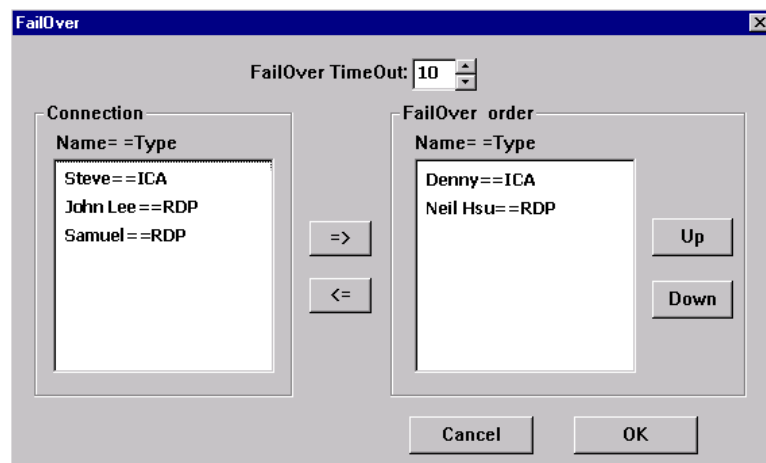 FailOver
FailOver TimeOut: 10
Connection
Name= =Type
Steve==ICA
John Lee==RDP
Samuel==RDP
=>
<=
FailOver order
Name= =Type
Denny==ICA
Neil Hsu==RDP
Up
Down
Cancel
OK